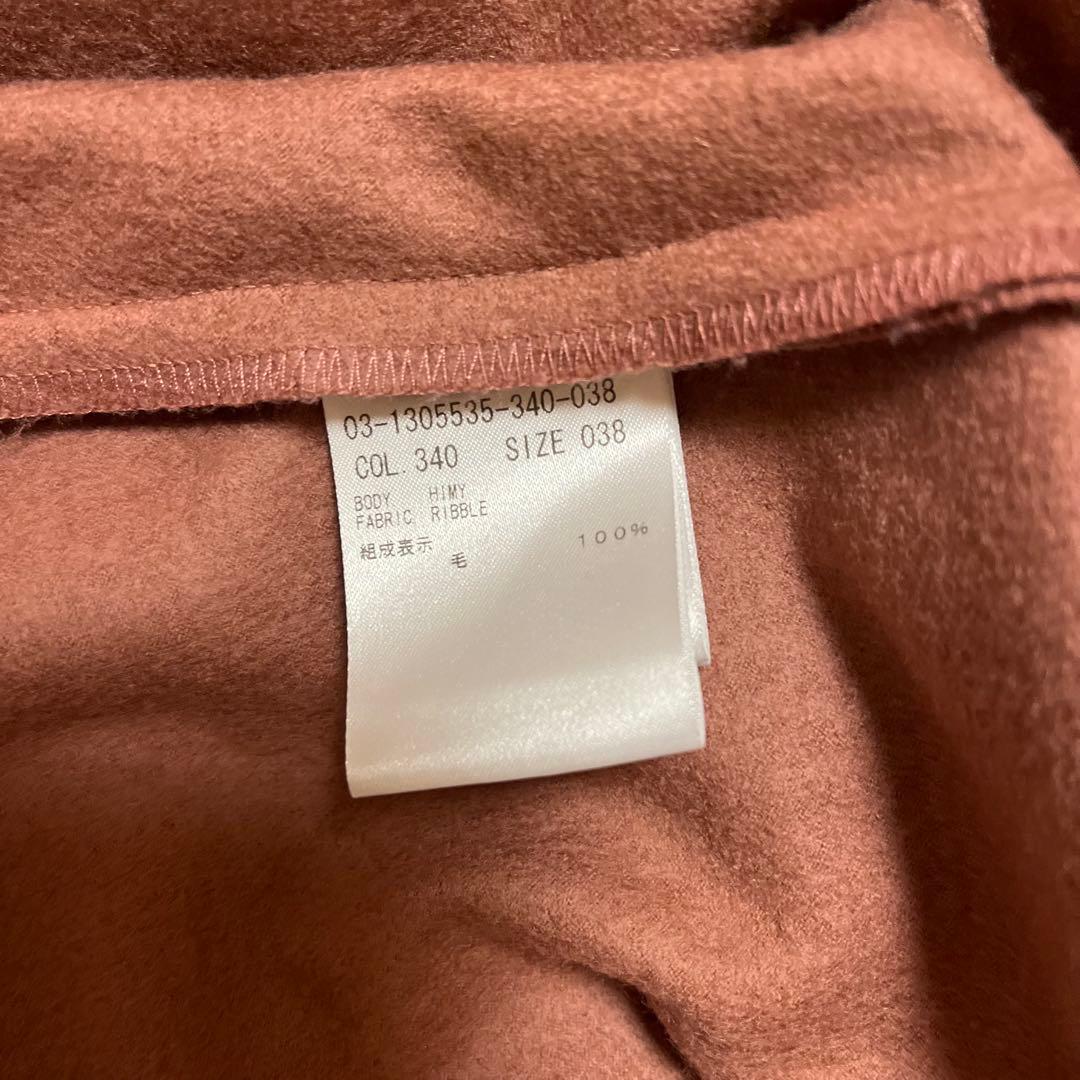 03-1305535-340-038
COL. 340 SIZE 038
BODY HIMY
FABRIC RIBBLE
組成表示
毛 100%